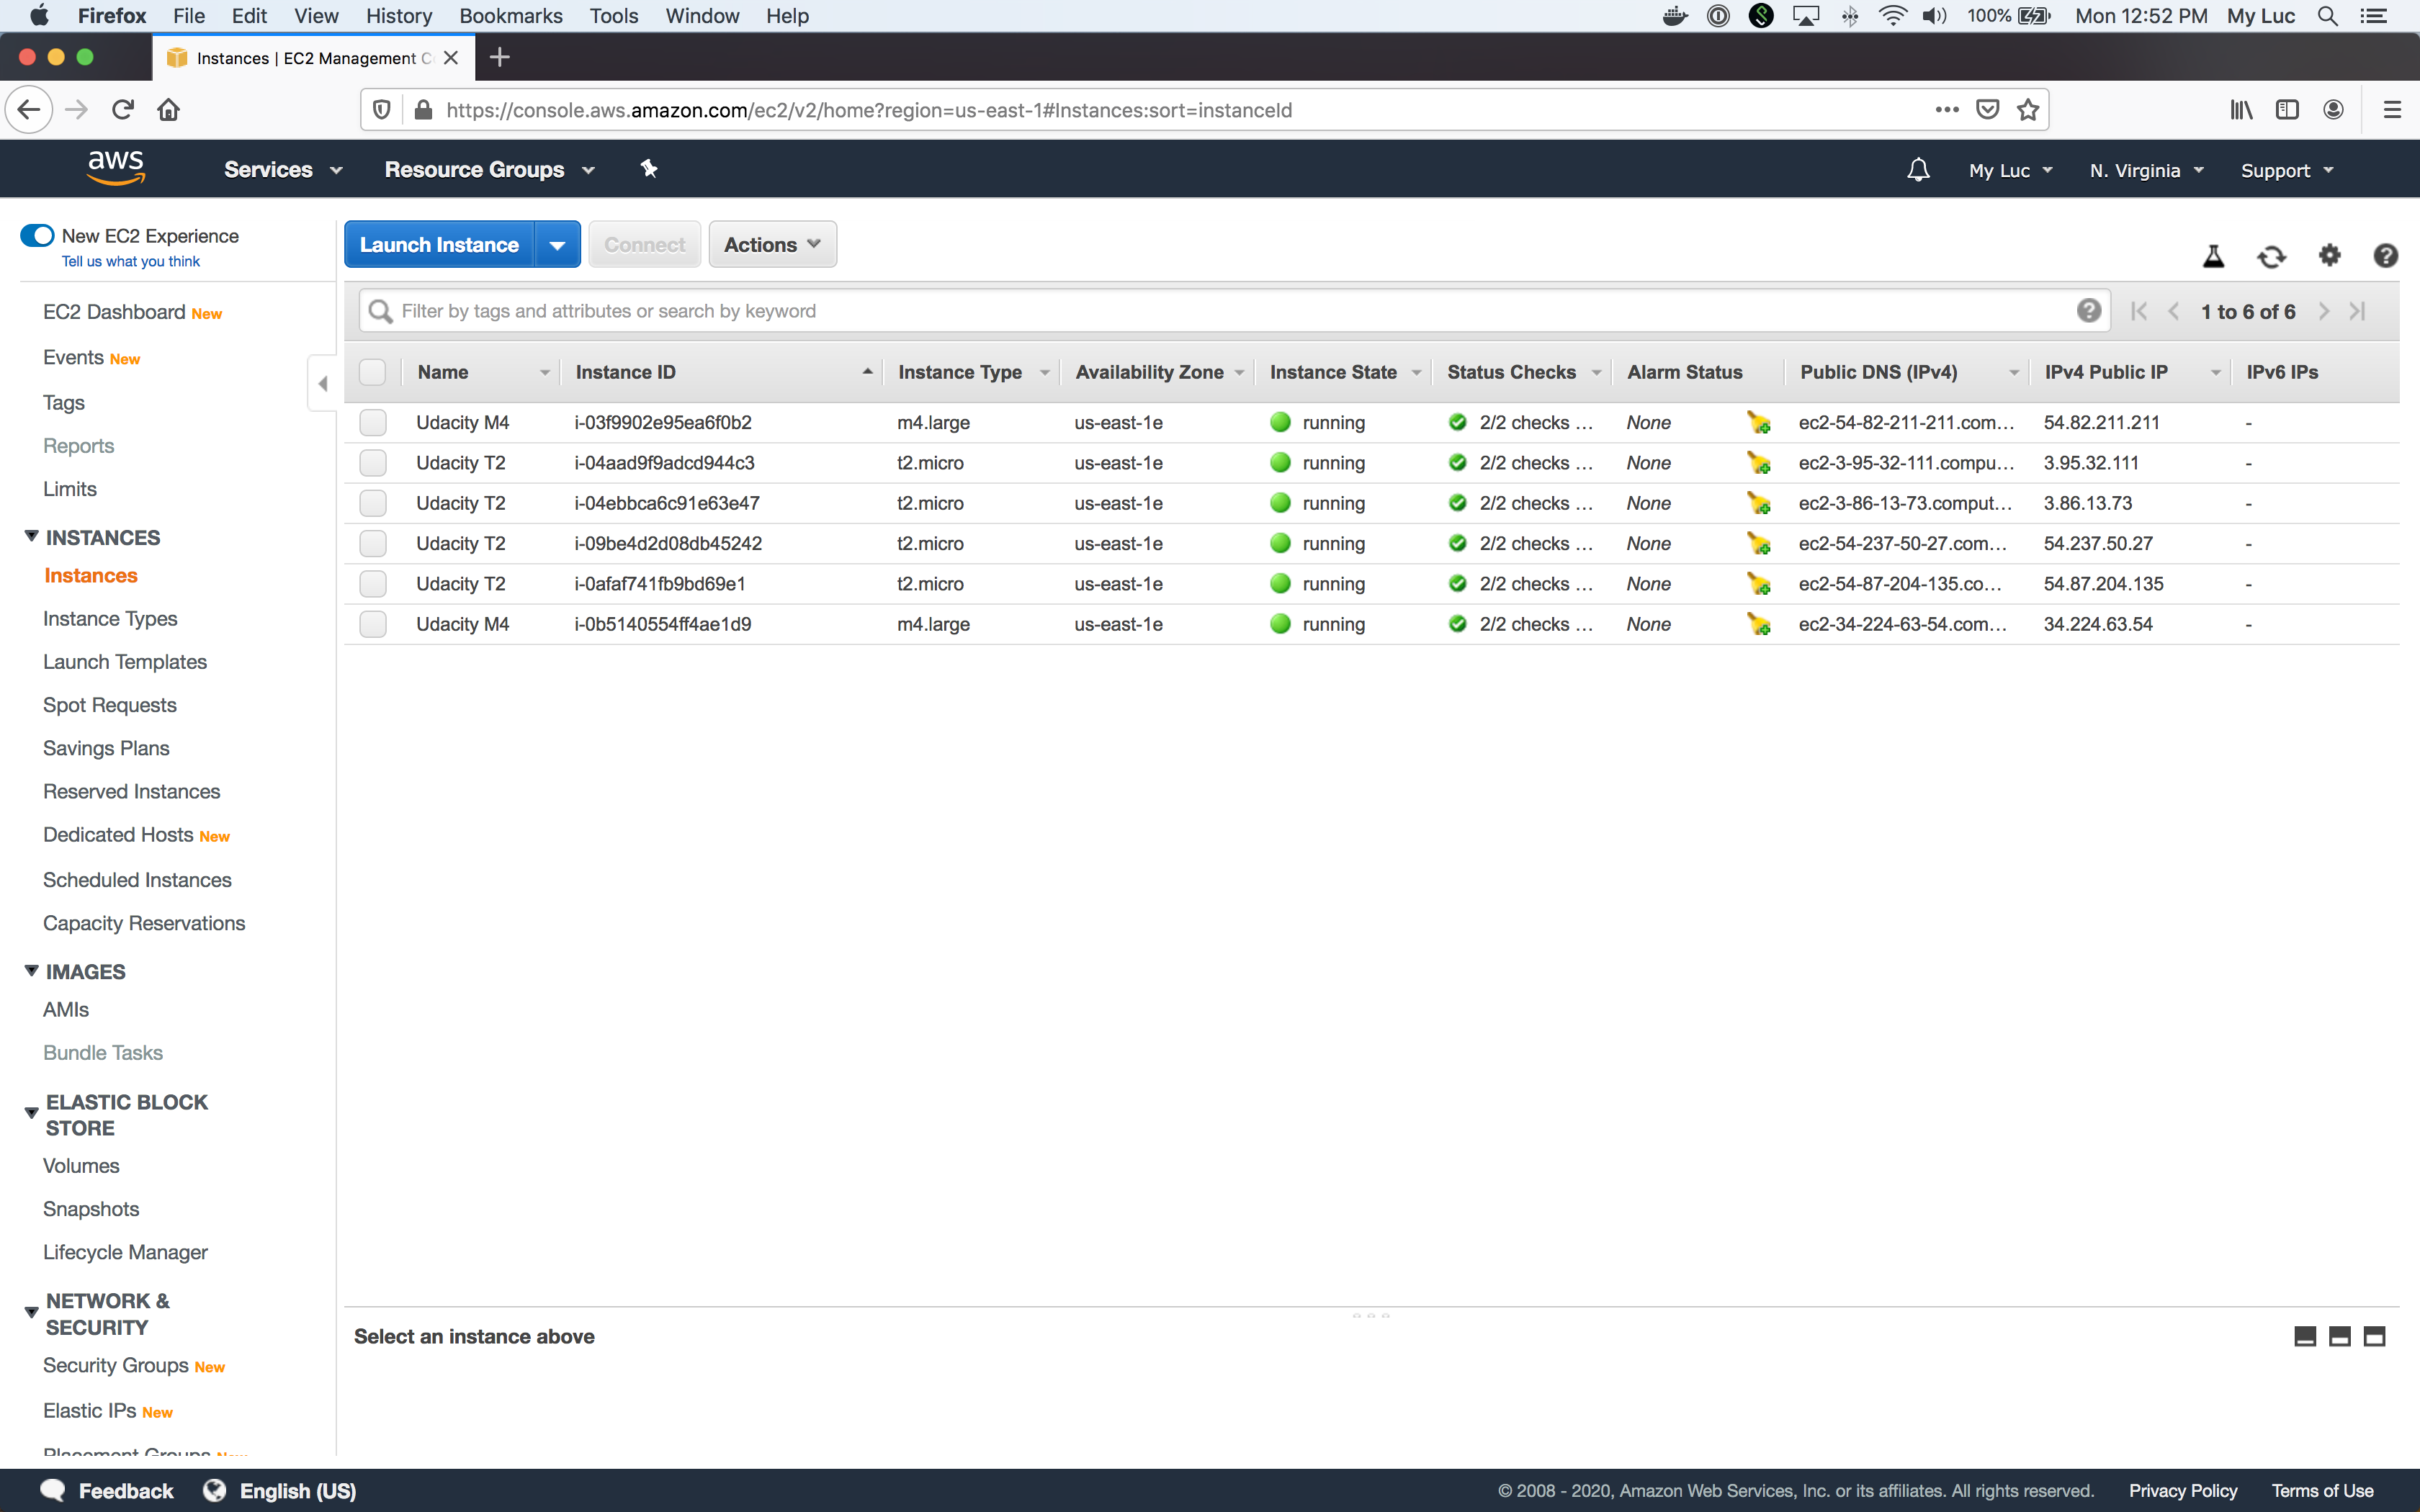 Firefox File Edit View History Bookmarks Tools Window Help 100% Mon 12:52 PM My Luc
Instances | EC2 Management C
https://console.aws.amazon.com/ec2/v2/home?region=us-east-1#Instances:sort=instanceId
aws Services Resource Groups My Luc N. Virginia Support
New EC2 Experience
Tell us what you think
EC2 Dashboard New
Events New
Tags
Reports
Limits
INSTANCES
Instances
Instance Types
Launch Templates
Spot Requests
Savings Plans
Reserved Instances
Dedicated Hosts New
Scheduled Instances
Capacity Reservations
IMAGES
AMIs
Bundle Tasks
ELASTIC BLOCK
STORE
Volumes
Snapshots
Lifecycle Manager
NETWORK &
SECURITY
Security Groups New
Elastic IPs New
Placement Groups New
Launch Instance Connect Actions
Filter by tags and attributes or search by keyword 1 to 6 of 6
Name Instance ID Instance Type Availability Zone Instance State Status Checks Alarm Status Public DNS (IPv4) IPv4 Public IP IPv6 IPs
Udacity M4 i-03f9902e95ea6f0b2 m4.large us-east-1e running 2/2 checks ... None ec2-54-82-211-211.com... 54.82.211.211 -
Udacity T2 i-04aad9f9adcd944c3 t2.micro us-east-1e running 2/2 checks ... None ec2-3-95-32-111.compu... 3.95.32.111 -
Udacity T2 i-04ebbca6c91e63e47 t2.micro us-east-1e running 2/2 checks ... None ec2-3-86-13-73.comput... 3.86.13.73 -
Udacity T2 i-09be4d2d08db45242 t2.micro us-east-1e running 2/2 checks ... None ec2-54-237-50-27.com... 54.237.50.27 -
Udacity T2 i-0afaf741fb9bd69e1 t2.micro us-east-1e running 2/2 checks ... None ec2-54-87-204-135.co... 54.87.204.135 -
Udacity M4 i-0b5140554ff4ae1d9 m4.large us-east-1e running 2/2 checks ... None ec2-34-224-63-54.com... 34.224.63.54 -
Select an instance above
Feedback English (US) © 2008 - 2020, Amazon Web Services, Inc. or its affiliates. All rights reserved. Privacy Policy Terms of Use